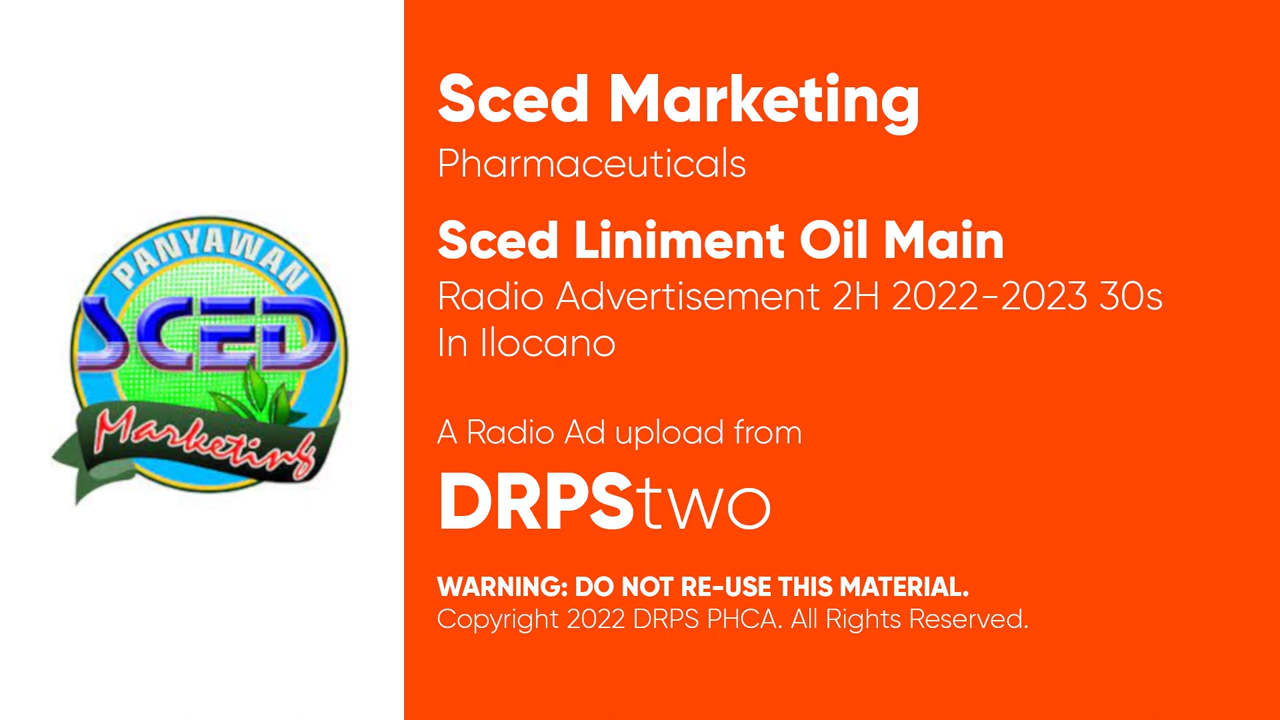 PANYAWAN
SCED
Marketing
Sced Marketing
Pharmaceuticals
Sced Liniment Oil Main
Radio Advertisement 2H 2022-2023 30s
In Ilocano
A Radio Ad upload from
DRPStwo
WARNING: DO NOT RE-USE THIS MATERIAL.
Copyright 2022 DRPS PHCA. All Rights Reserved.